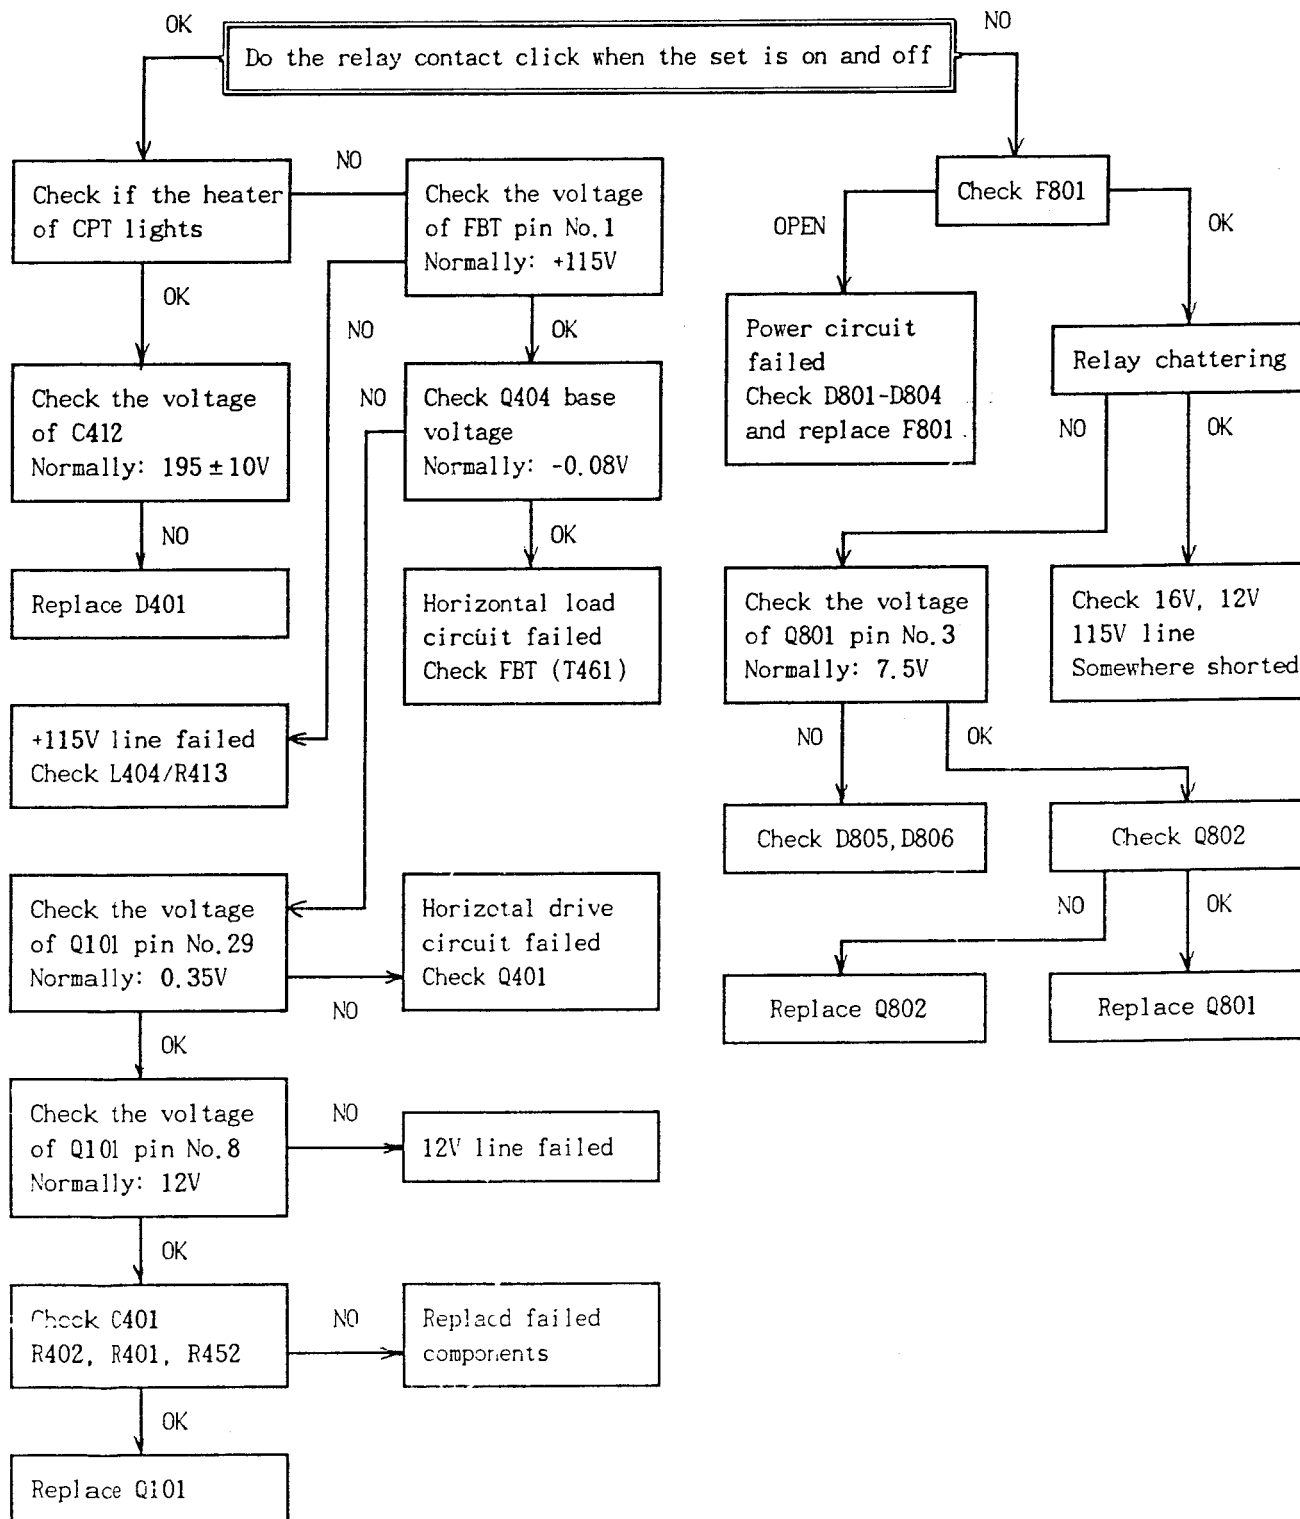 OK
NO
Do the relay contact click when the set is on and off
Check if the heater
of CPT lights
NO
Check the voltage
of FBT pin No.1
Normally: +115V
Check F801
OPEN
OK
OK
NO
OK
Power circuit
failed
Check D801-D804
and replace F801
Relay chattering
NO
OK
Check the voltage
of C412
Normally: 195±10V
NO
Check Q404 base
voltage
Normally: -0.08V
NO
OK
Replace D401
Horizontal load
circuit failed
Check FBT (T461)
Check the voltage
of Q801 pin No.3
Normally: 7.5V
Check 16V, 12V
115V line
Somewhere shorted
NO
OK
+115V line failed
Check L404/R413
Check D805,D806
Check Q802
NO
OK
Check the voltage
of Q101 pin No.29
Normally: 0.35V
Horizetal drive
circuit failed
Check Q401
NO
OK
Replace Q802
Replace Q801
Check the voltage
of Q101 pin No.8
Normally: 12V
NO
12V line failed
OK
Check C401
R402, R401, R452
NO
Replacd failed
components
OK
Replace Q101